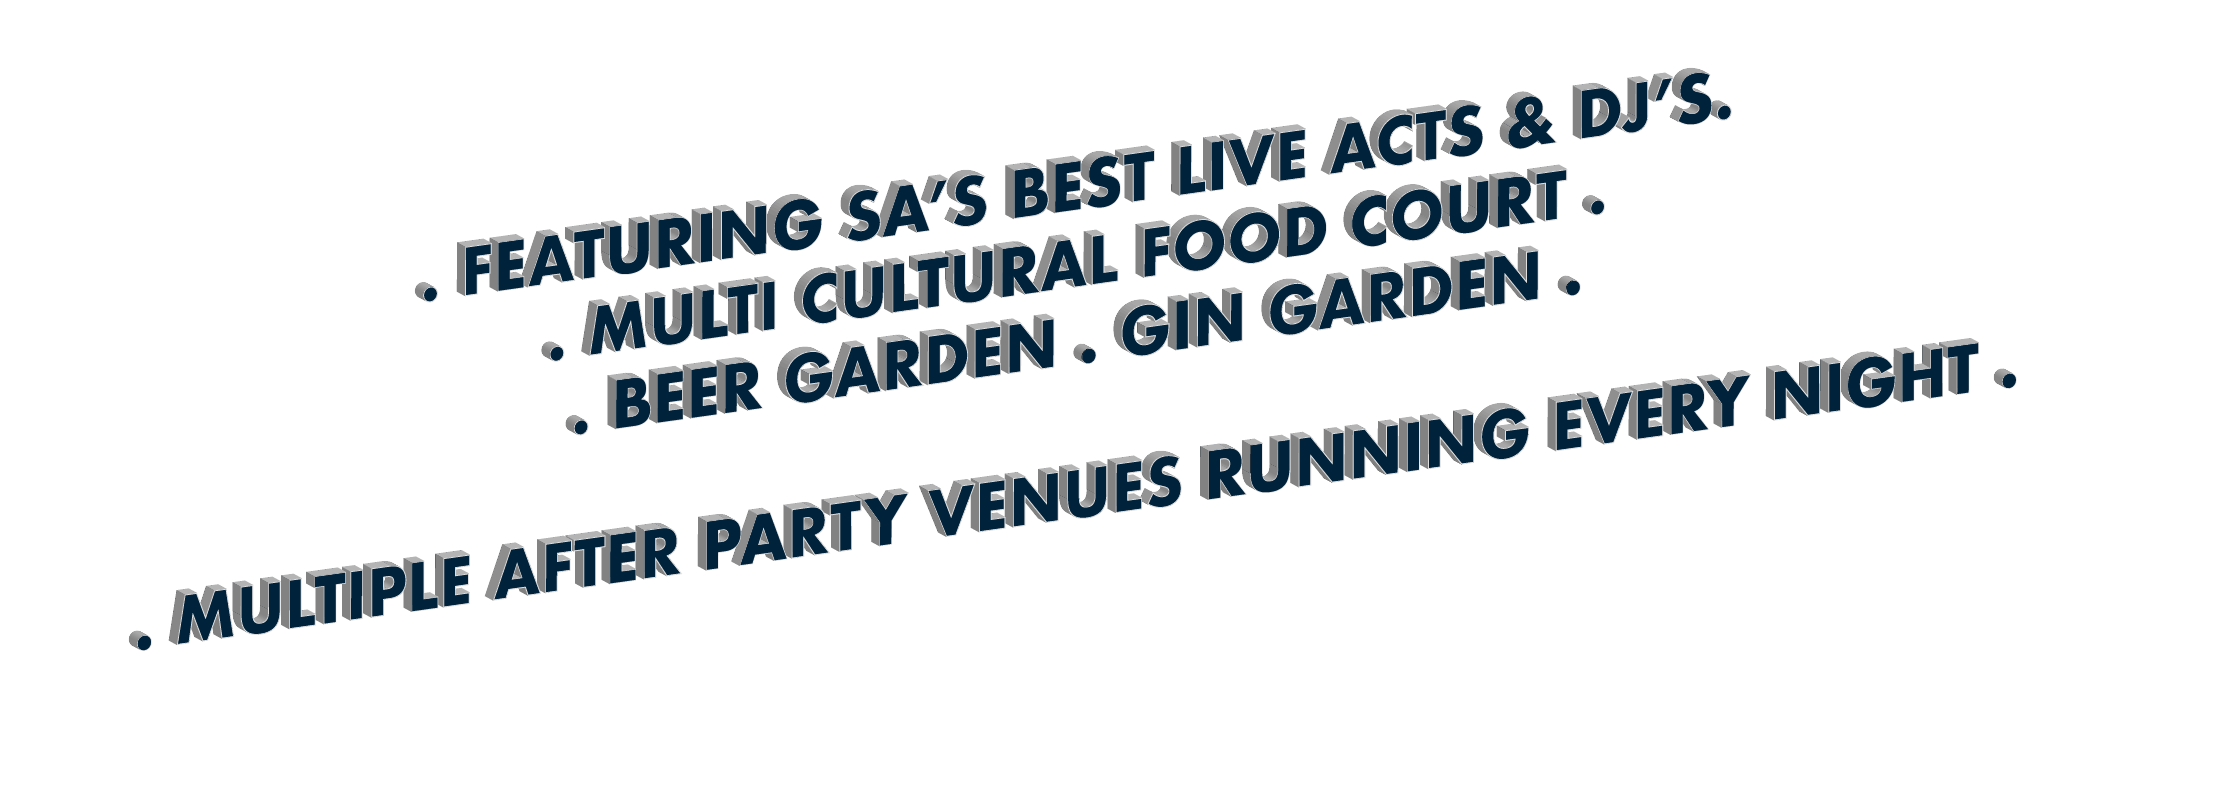 . FEATURING SA’S BEST LIVE ACTS & DJ’S.
. MULTI CULTURAL FOOD COURT .
. BEER GARDEN . GIN GARDEN .
. MULTIPLE AFTER PARTY VENUES RUNNING EVERY NIGHT .